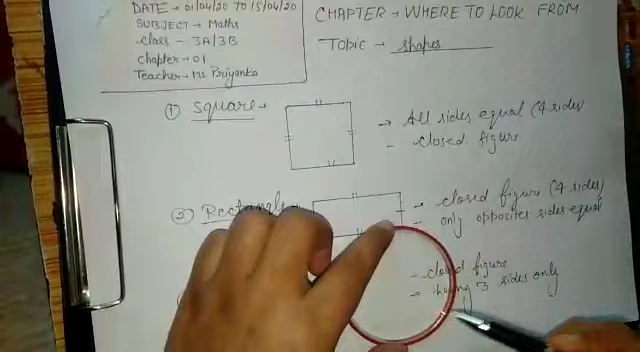 DATE → 01/04/20 to 15/04/20
SUBJECT → Maths
Class → 3A/3B
Chapter → 01
Teacher → Ms Priyanka
CHAPTER → WHERE TO LOOK FROM
Topic → shapes
① Square →
→ All sides equal (4 sides
- closed figure
② Rectangle
→ closed figure (4 sides)
→ only opposites sides equal
- closed figure
→ having 3 sides only